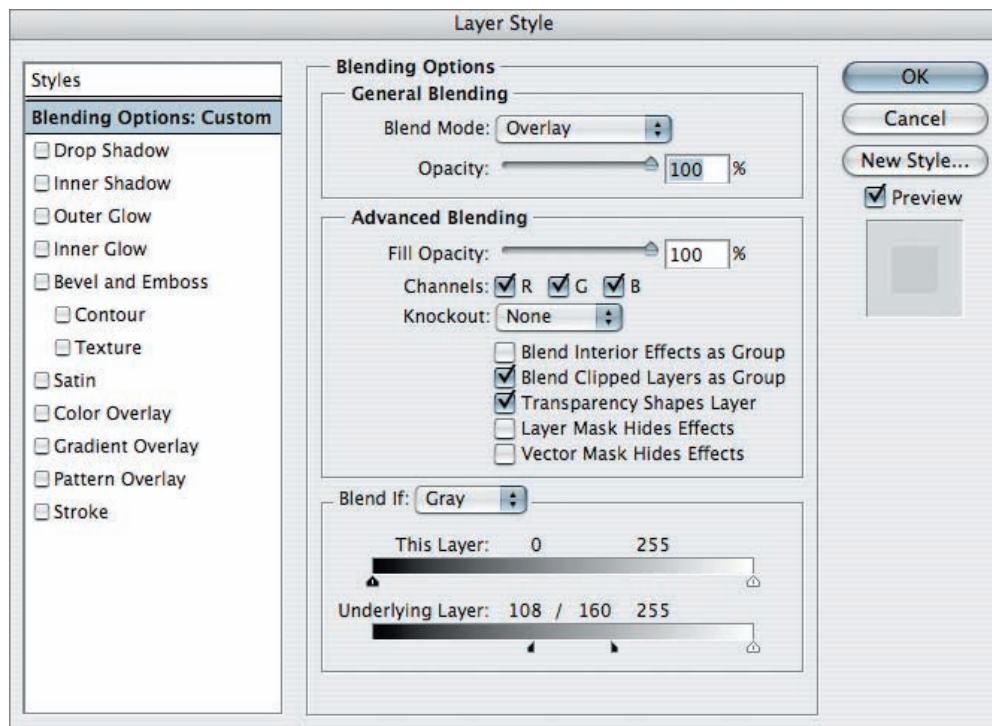 Layer Style
Styles
Blending Options: Custom
Drop Shadow
Inner Shadow
Outer Glow
Inner Glow
Bevel and Emboss
Contour
Texture
Satin
Color Overlay
Gradient Overlay
Pattern Overlay
Stroke
Blending Options
General Blending
Blend Mode: Overlay
Opacity: 100 %
Advanced Blending
Fill Opacity: 100 %
Channels: R G B
Knockout: None
Blend Interior Effects as Group
Blend Clipped Layers as Group
Transparency Shapes Layer
Layer Mask Hides Effects
Vector Mask Hides Effects
Blend If: Gray
This Layer: 0 255
Underlying Layer: 108 / 160 255
OK
Cancel
New Style...
Preview